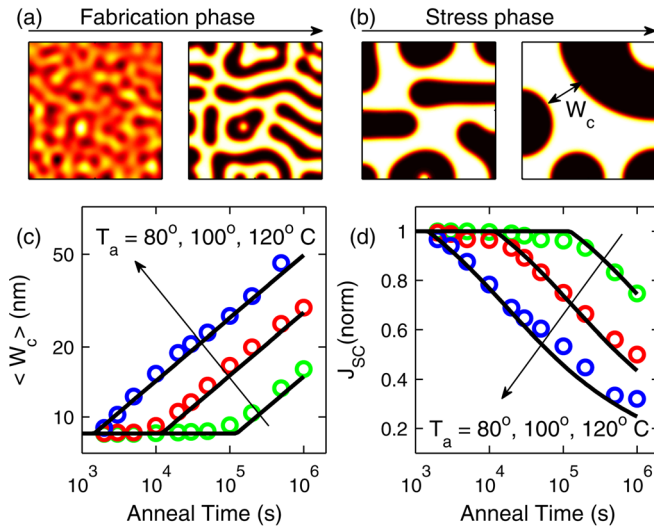 (a) Fabrication phase
(b) Stress phase
W_c
(c)
T_a = 80°, 100°, 120° C
50
20
10
< W_c > (nm)
10^3 10^4 10^5 10^6
Anneal Time (s)
(d)
1
0.8
0.6
0.4
0.2
J_SC(norm)
T_a = 80°, 100°, 120° C
10^3 10^4 10^5 10^6
Anneal Time (s)